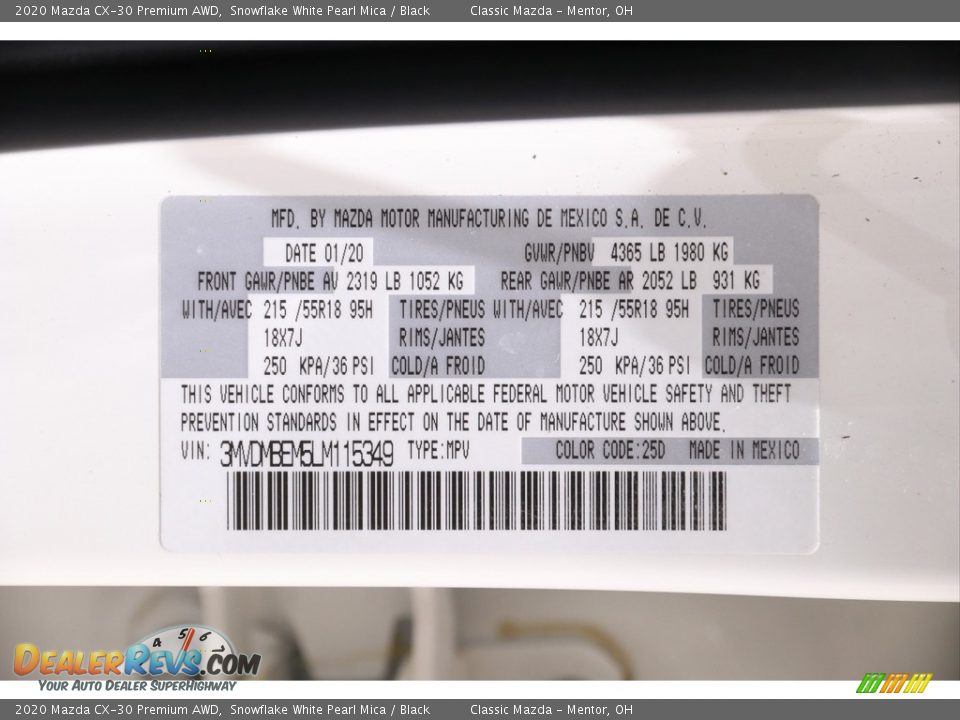 2020 Mazda CX-30 Premium AWD, Snowflake White Pearl Mica / Black Classic Mazda - Mentor, OH
MFD. BY MAZDA MOTOR MANUFACTURING DE MEXICO S.A. DE C.V.
DATE 01/20 GVWR/PNBV 4365 LB 1980 KG
FRONT GAWR/PNBE AV 2319 LB 1052 KG REAR GAWR/PNBE AR 2052 LB 931 KG
WITH/AVEC 215 /55R18 95H TIRES/PNEUS WITH/AVEC 215 /55R18 95H TIRES/PNEUS
18X7J RIMS/JANTES 18X7J RIMS/JANTES
250 KPA/36 PSI COLD/A FROID 250 KPA/36 PSI COLD/A FROID
THIS VEHICLE CONFORMS TO ALL APPLICABLE FEDERAL MOTOR VEHICLE SAFETY AND THEFT
PREVENTION STANDARDS IN EFFECT ON THE DATE OF MANUFACTURE SHOWN ABOVE.
VIN: 3MVDMBEM5LM115349 TYPE:MPV COLOR CODE:25D MADE IN MEXICO
4 5 6 7
DEALERREVS.COM
YOUR AUTO DEALER SUPERHIGHWAY
2020 Mazda CX-30 Premium AWD, Snowflake White Pearl Mica / Black Classic Mazda - Mentor, OH